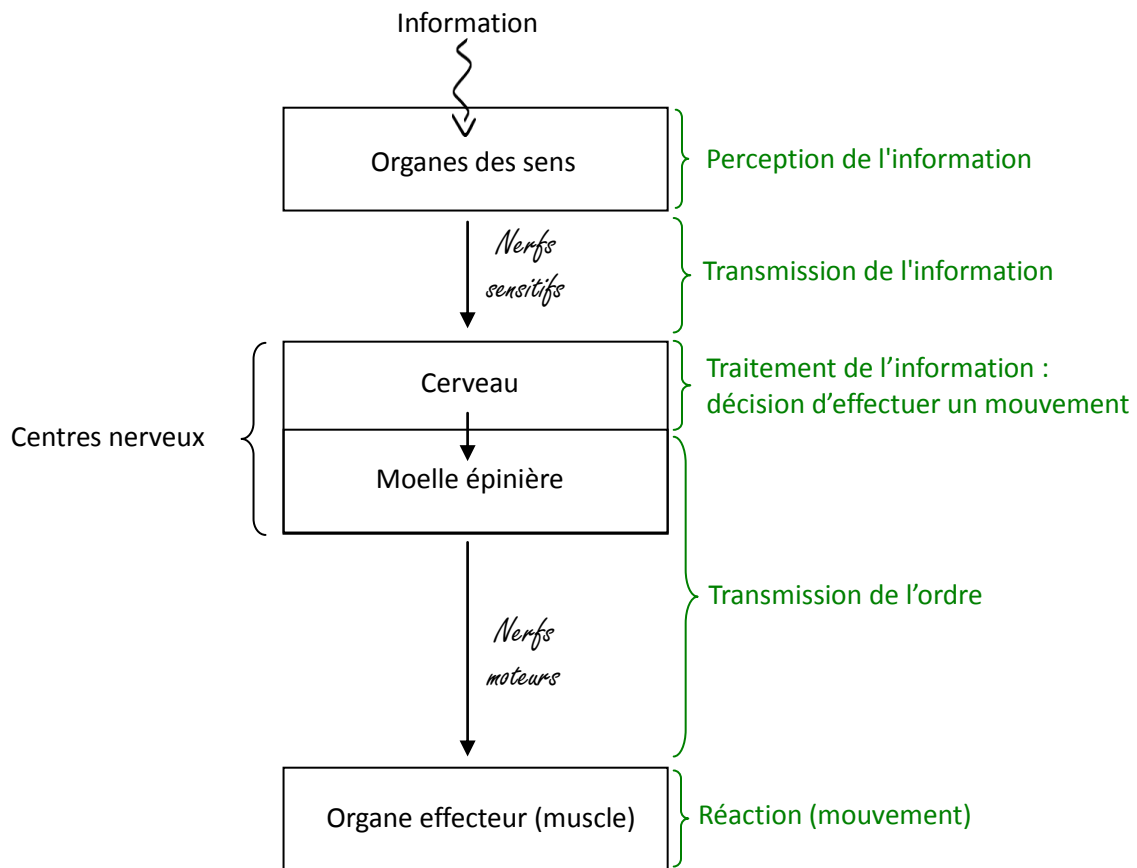 Information
Organes des sens
Perception de l'information
Nerfs
sensitifs
Transmission de l'information
Cerveau
Traitement de l’information :
décision d’effectuer un mouvement
Centres nerveux
Moelle épinière
Nerfs
moteurs
Transmission de l’ordre
Organe effecteur (muscle)
Réaction (mouvement)